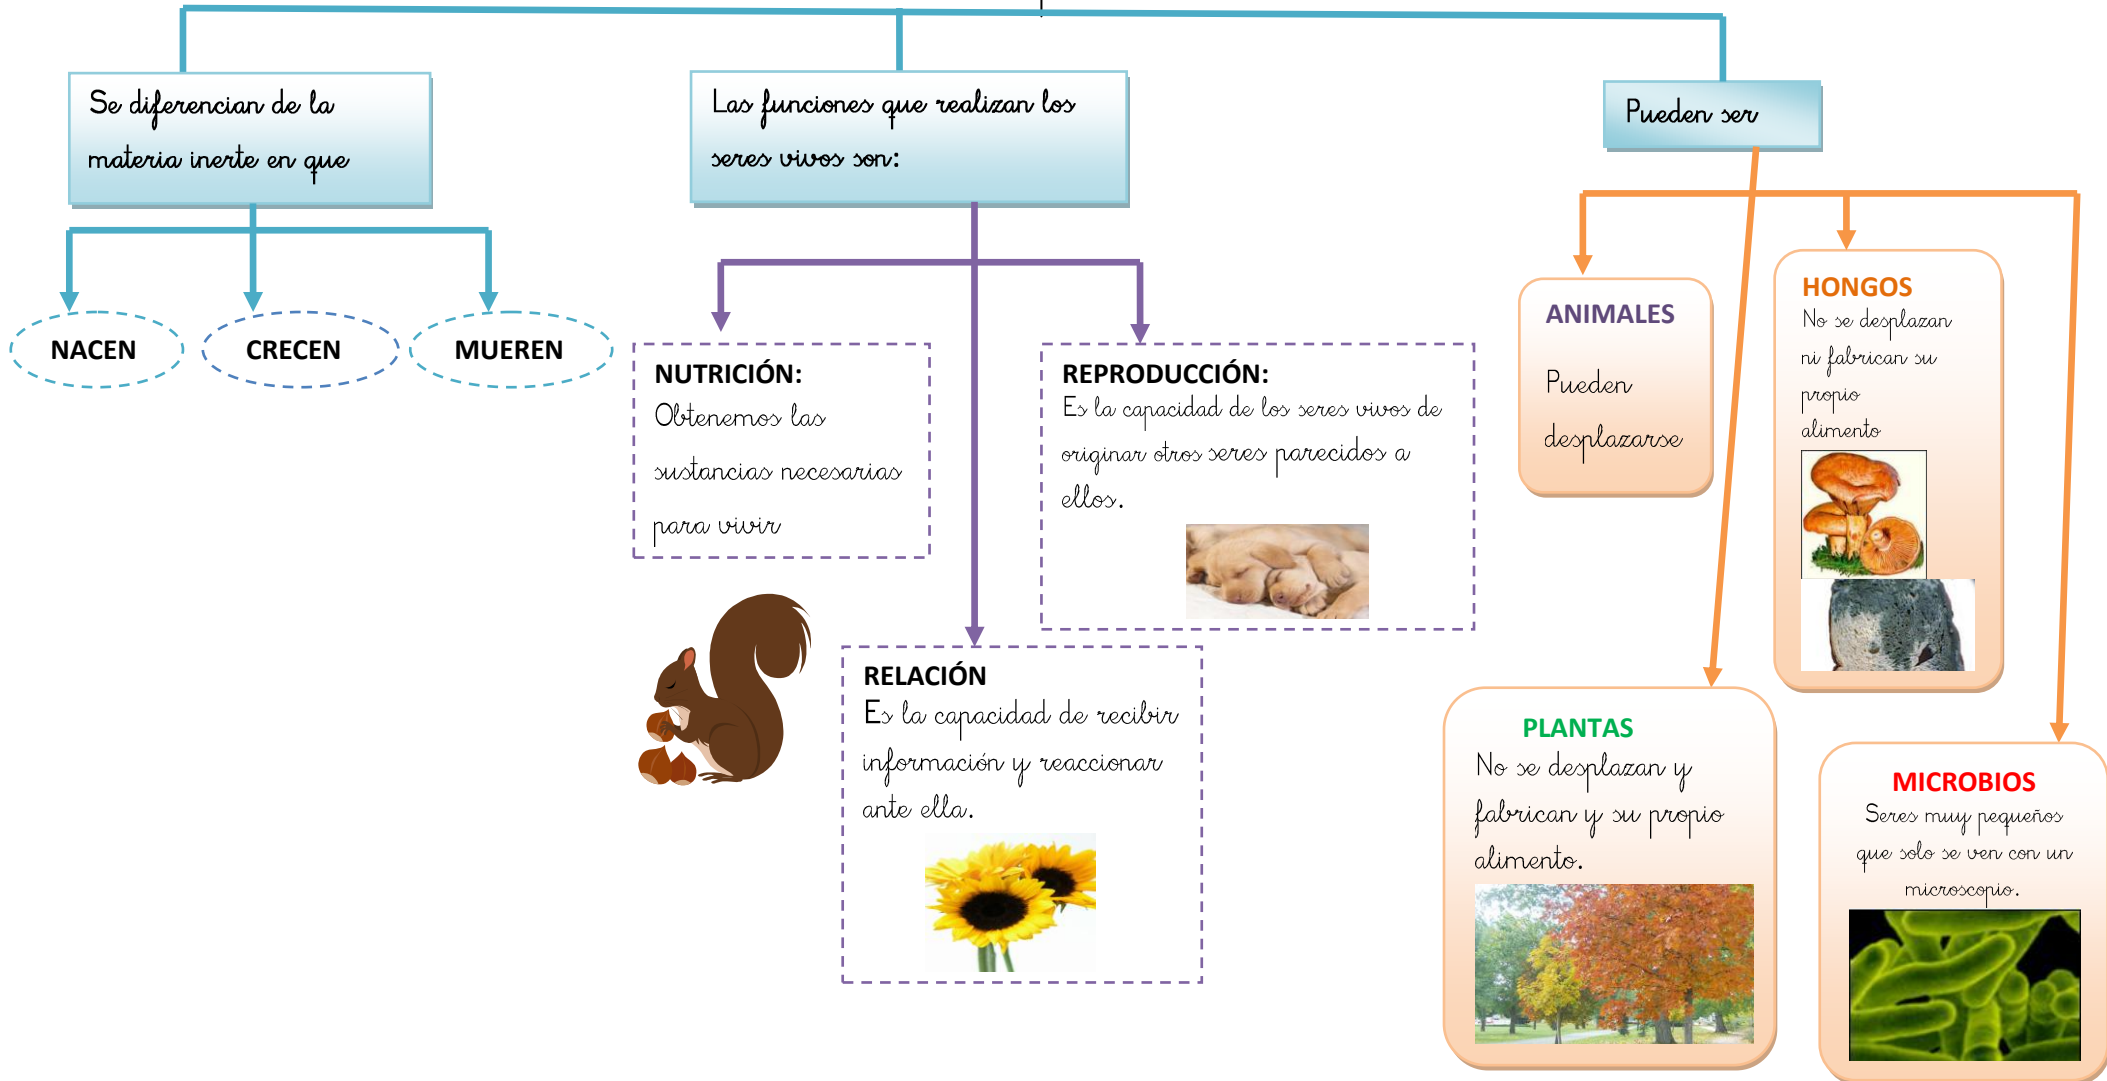 Se diferencian de la
materia inerte en que
NACEN
CRECEN
MUEREN
Las funciones que realizan los
seres vivos son:
NUTRICIÓN:
Obtenemos las
sustancias necesarias
para vivir
REPRODUCCIÓN:
Es la capacidad de los seres vivos de
originar otros seres parecidos a
ellos.
RELACIÓN
Es la capacidad de recibir
información y reaccionar
ante ella.
Pueden ser
ANIMALES
Pueden
desplazarse
HONGOS
No se desplazan
ni fabrican su
propio
alimento
PLANTAS
No se desplazan y
fabrican y su propio
alimento.
MICROBIOS
Seres muy pequeños
que solo se ven con un
microscopio.